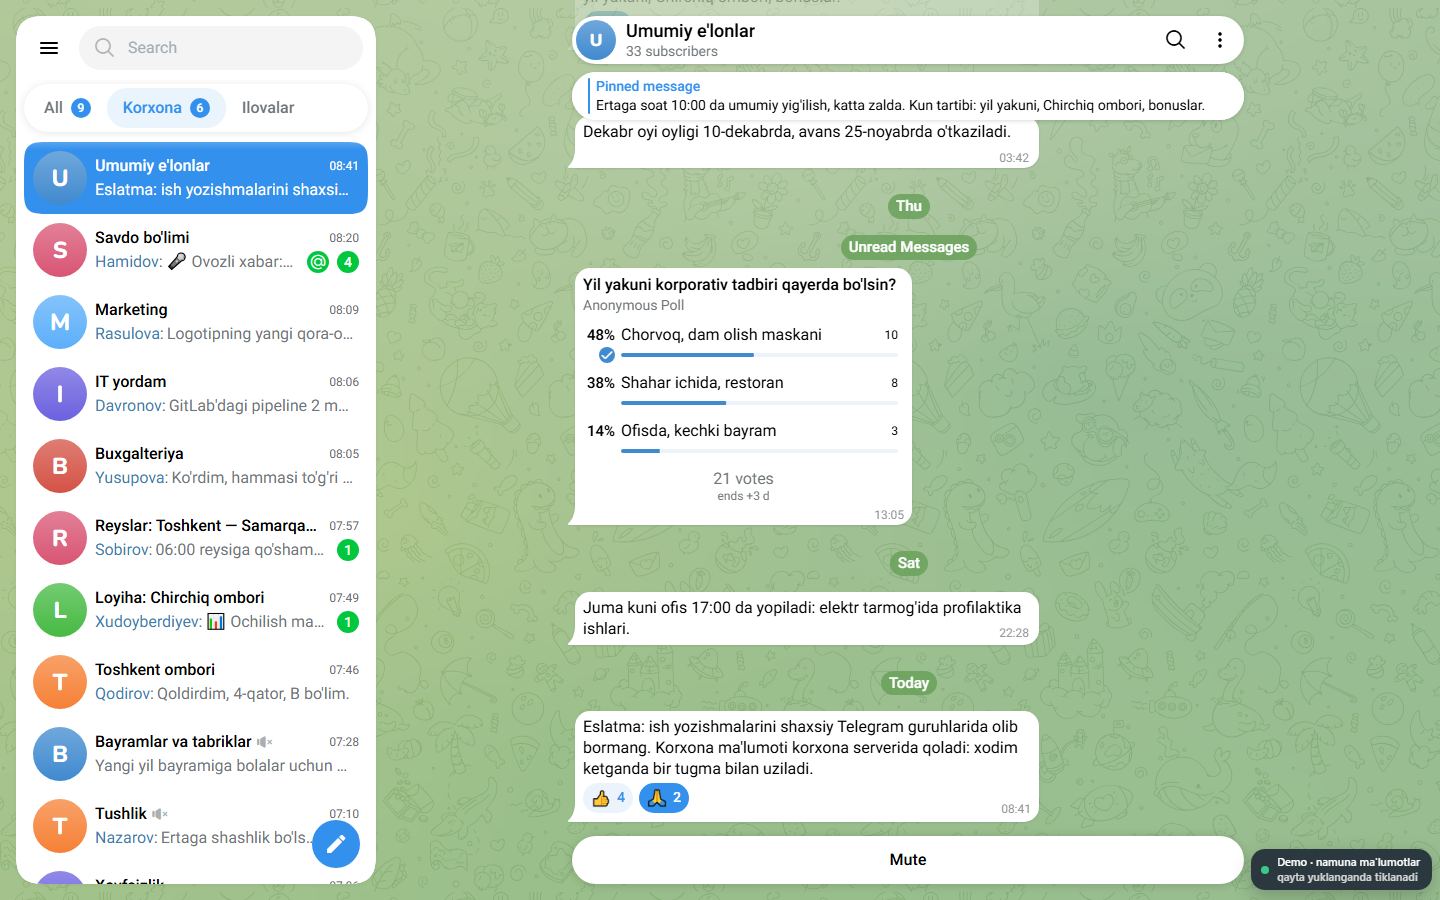 Search
All 9
Korxona 6
Ilovalar
U
Umumiy e'lonlar 08:41
Eslatma: ish yozishmalarini shaxsi...
S
Savdo bo'limi 08:20
Hamidov: 🎤 Ovozli xabar:... @ 4
M
Marketing 08:09
Rasulova: Logotipning yangi qora-o...
I
IT yordam 08:06
Davronov: GitLab'dagi pipeline 2 m...
B
Buxgalteriya 08:05
Yusupova: Ko'rdim, hammasi to'g'ri ...
R
Reyslar: Toshkent — Samarqa... 07:57
Sobirov: 06:00 reysiga qo'sham... 1
L
Loyiha: Chirchiq ombori 07:49
Xudoyberdiyev: 📊 Ochilish ma... 1
T
Toshkent ombori 07:46
Qodirov: Qoldirdim, 4-qator, B bo'lim.
B
Bayramlar va tabriklar 07:28
Yangi yil bayramiga bolalar uchun ...
T
Tushlik 07:10
Nazarov: Ertaga shashlik bo'ls...
U
Umumiy e'lonlar
33 subscribers
Pinned message
Ertaga soat 10:00 da umumiy yig'ilish, katta zalda. Kun tartibi: yil yakuni, Chirchiq ombori, bonuslar.
Dekabr oyi oyligi 10-dekabrda, avans 25-noyabrda o'tkaziladi.
03:42
Thu
Unread Messages
Yil yakuni korporativ tadbiri qayerda bo'lsin?
Anonymous Poll
48% Chorvoq, dam olish maskani 10
38% Shahar ichida, restoran 8
14% Ofisda, kechki bayram 3
21 votes
ends +3 d
13:05
Sat
Juma kuni ofis 17:00 da yopiladi: elektr tarmog'ida profilaktika
ishlari.
22:28
Today
Eslatma: ish yozishmalarini shaxsiy Telegram guruhlarida olib
bormang. Korxona ma'lumoti korxona serverida qoladi: xodim
ketganda bir tugma bilan uziladi.
👍 4 🙏 2
08:41
Mute
Demo · namuna ma'lumotlar
qayta yuklanganda tiklanadi